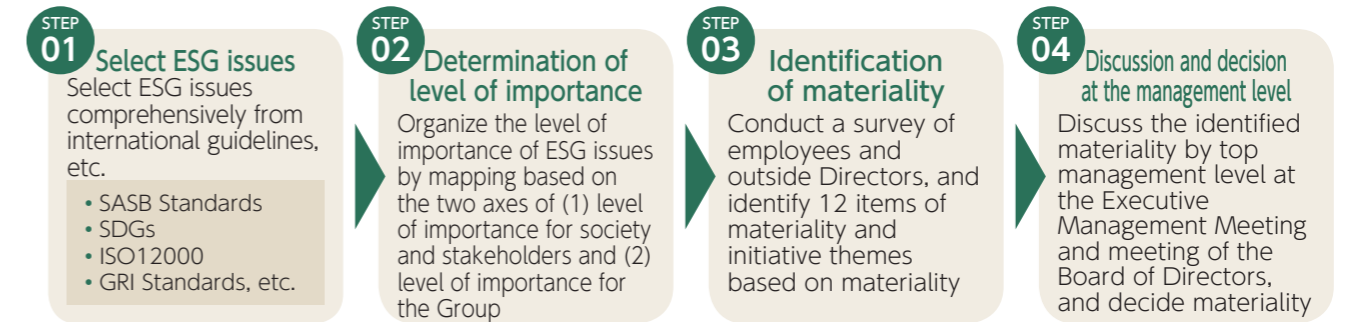 STEP
01
Select ESG issues
Select ESG issues
comprehensively from
international guidelines,
etc.
• SASB Standards
• SDGs
• ISO12000
• GRI Standards, etc.
STEP
02
Determination of
level of importance
Organize the level of
importance of ESG issues
by mapping based on
the two axes of (1) level
of importance for society
and stakeholders and (2)
level of importance for
the Group
STEP
03
Identification
of materiality
Conduct a survey of
employees and
outside Directors, and
identify 12 items of
materiality and
initiative themes
based on materiality
STEP
04
Discussion and decision
at the management level
Discuss the identified
materiality by top
management level at
the Executive
Management Meeting
and meeting of the
Board of Directors,
and decide materiality